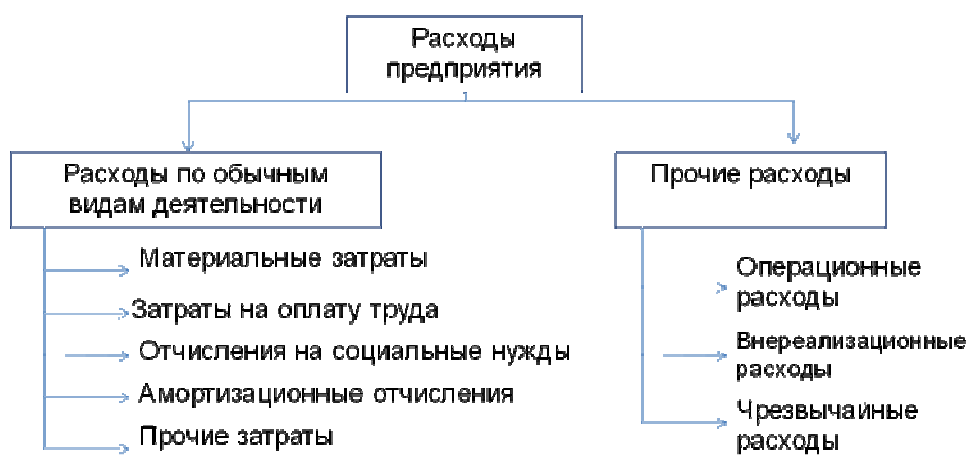 Расходы
предприятия
Расходы по обычным
видам деятельности
Материальные затраты
Затраты на оплату труда
Отчисления на социальные нужды
Амортизационные отчисления
Прочие затраты
Прочие расходы
Операционные
расходы
Внереализационные
расходы
Чрезвычайные
расходы